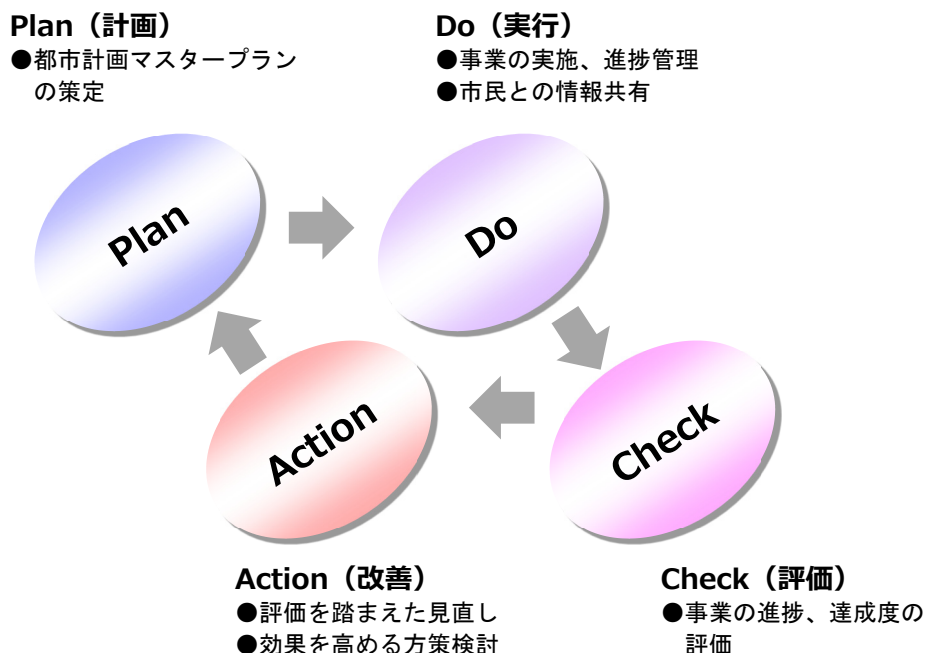 Plan（計画）
●都市計画マスタープラン
の策定
Do（実行）
●事業の実施、進捗管理
●市民との情報共有
Plan
Do
Action
Check
Action（改善）
●評価を踏まえた見直し
●効果を高める方策検討
Check（評価）
●事業の進捗、達成度の
評価